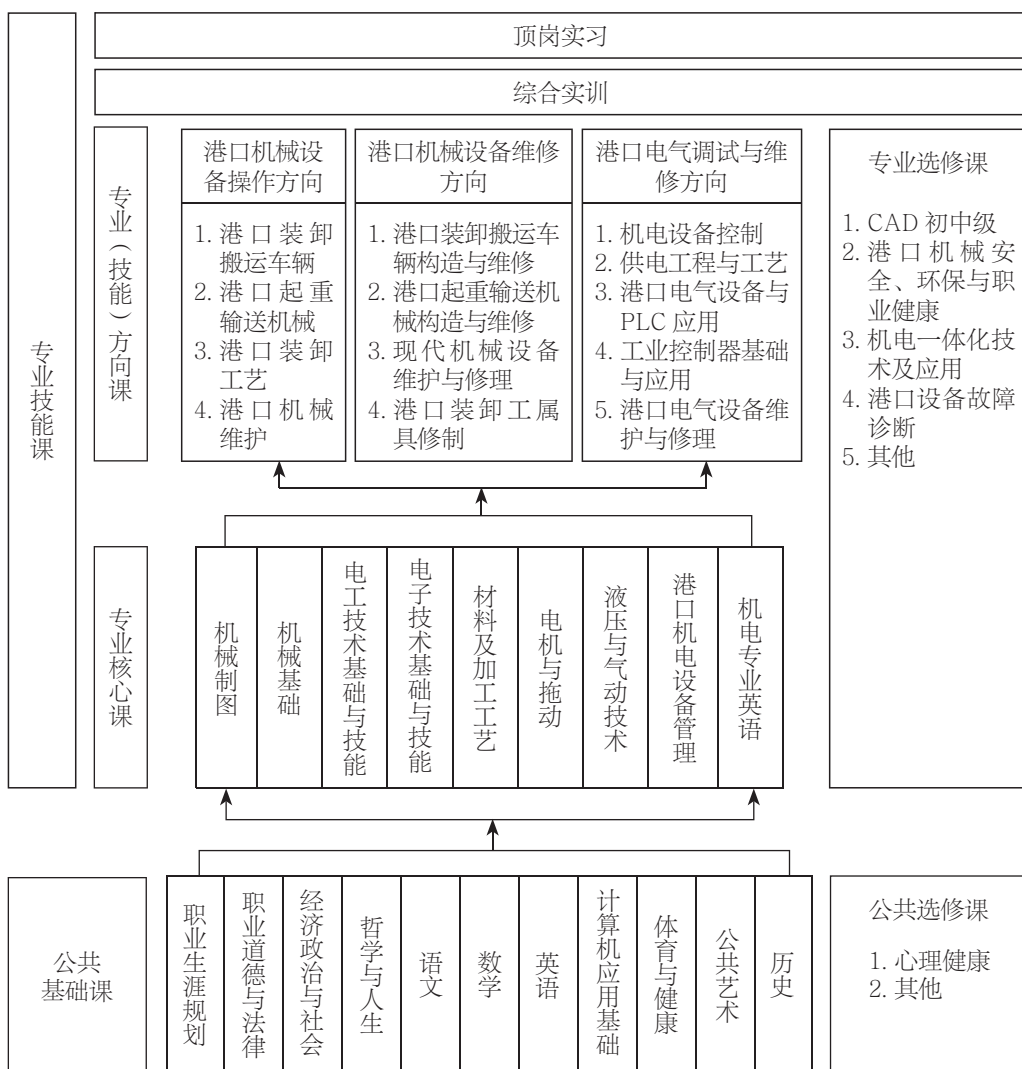 顶岗实习
综合实训
专业技能课
专业（技能）方向课
港口机械设
备操作方向
1. 港口装卸
搬运车辆
2. 港口起重
输送机械
3. 港口装卸
工艺
4. 港口机械
维护
港口机械设备维修
方向
1. 港口装卸搬运车
辆构造与维修
2. 港口起重输送机
械构造与维修
3. 现代机械设备
维护与修理
4. 港口装卸工属
具修制
港口电气调试与维
修方向
1. 机电设备控制
2. 供电工程与工艺
3. 港口电气设备与
PLC 应用
4. 工业控制器基础
与应用
5. 港口电气设备维
护与修理
专业选修课
1. CAD 初中级
2. 港口机械安
全、环保与职
业健康
3. 机电一体化技
术及应用
4. 港口设备故障
诊断
5. 其他
专业核心课
机械制图
机械基础
电工技术基础与技能
电子技术基础与技能
材料及加工工艺
电机与拖动
液压与气动技术
港口机电设备管理
机电专业英语
公共
基础课
职业生涯规划
职业道德与法律
经济政治与社会
哲学与人生
语文
数学
英语
计算机应用基础
体育与健康
公共艺术
历史
公共选修课
1. 心理健康
2. 其他